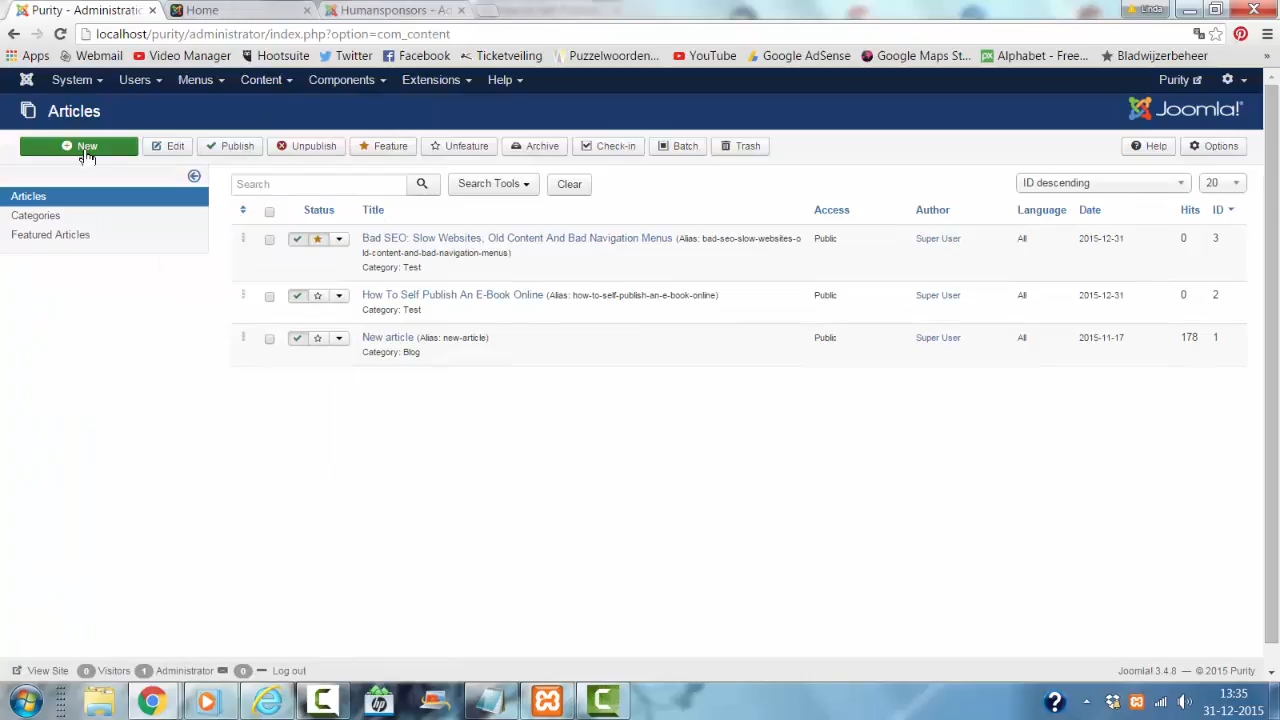 Purity - Administratio
Home
Humansponsors - Ad
Linda
localhost/purity/administrator/index.php?option=com_content
Apps Webmail Video Manager Hootsuite Twitter Facebook Ticketveiling Puzzelwoorden... YouTube Google AdSense Google Maps St... Alphabet - Free... Bladwijzerbeheer »
System Users Menus Content Components Extensions Help Purity
Articles Joomla!
New Edit Publish Unpublish Feature Unfeature Archive Check-in Batch Trash Help Options
Articles
Categories
Featured Articles
Search Search Tools Clear ID descending 20
Status Title Access Author Language Date Hits ID
Bad SEO: Slow Websites, Old Content And Bad Navigation Menus (Alias: bad-seo-slow-websites-o Public Super User All 2015-12-31 0 3
ld-content-and-bad-navigation-menus)
Category: Test
How To Self Publish An E-Book Online (Alias: how-to-self-publish-an-e-book-online) Public Super User All 2015-12-31 0 2
Category: Test
New article (Alias: new-article) Public Super User All 2015-11-17 178 1
Category: Blog
View Site 0 Visitors 1 Administrator 0 Log out Joomla! 3.4.8 — © 2015 Purity
13:35
31-12-2015